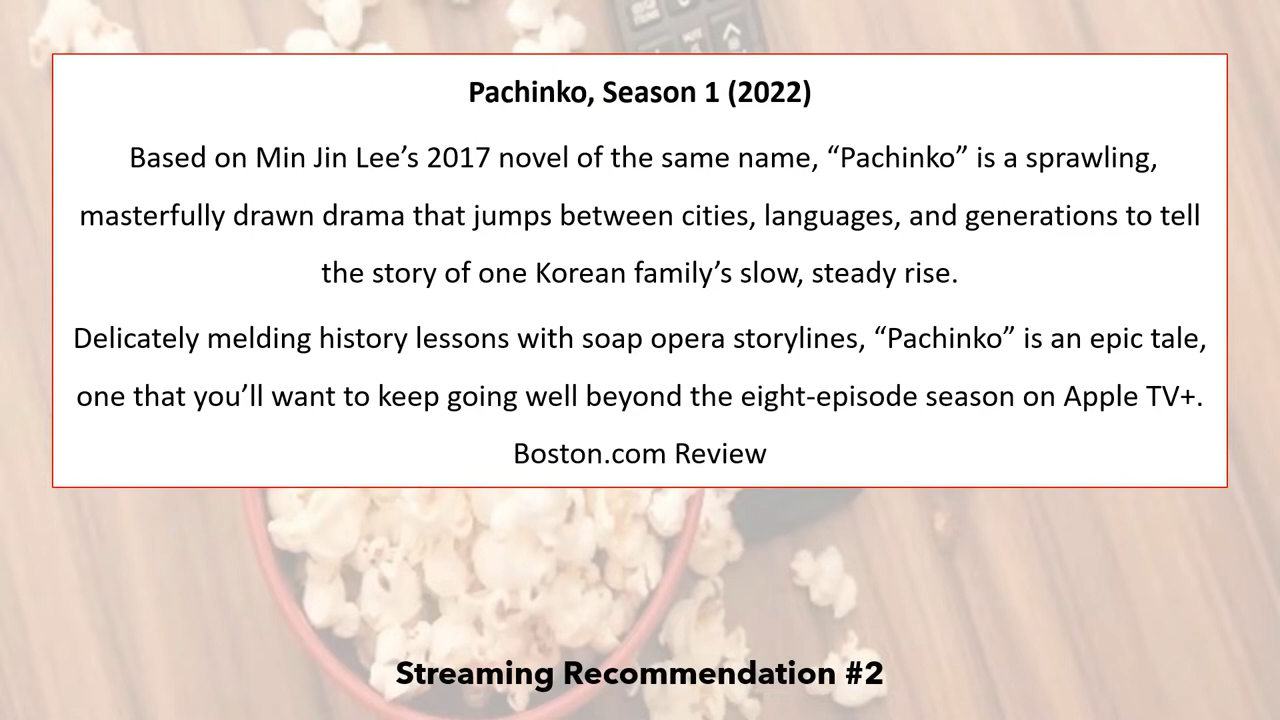 Pachinko, Season 1 (2022)
Based on Min Jin Lee’s 2017 novel of the same name, “Pachinko” is a sprawling,
masterfully drawn drama that jumps between cities, languages, and generations to tell
the story of one Korean family’s slow, steady rise.
Delicately melding history lessons with soap opera storylines, “Pachinko” is an epic tale,
one that you’ll want to keep going well beyond the eight-episode season on Apple TV+.
Boston.com Review
Streaming Recommendation #2